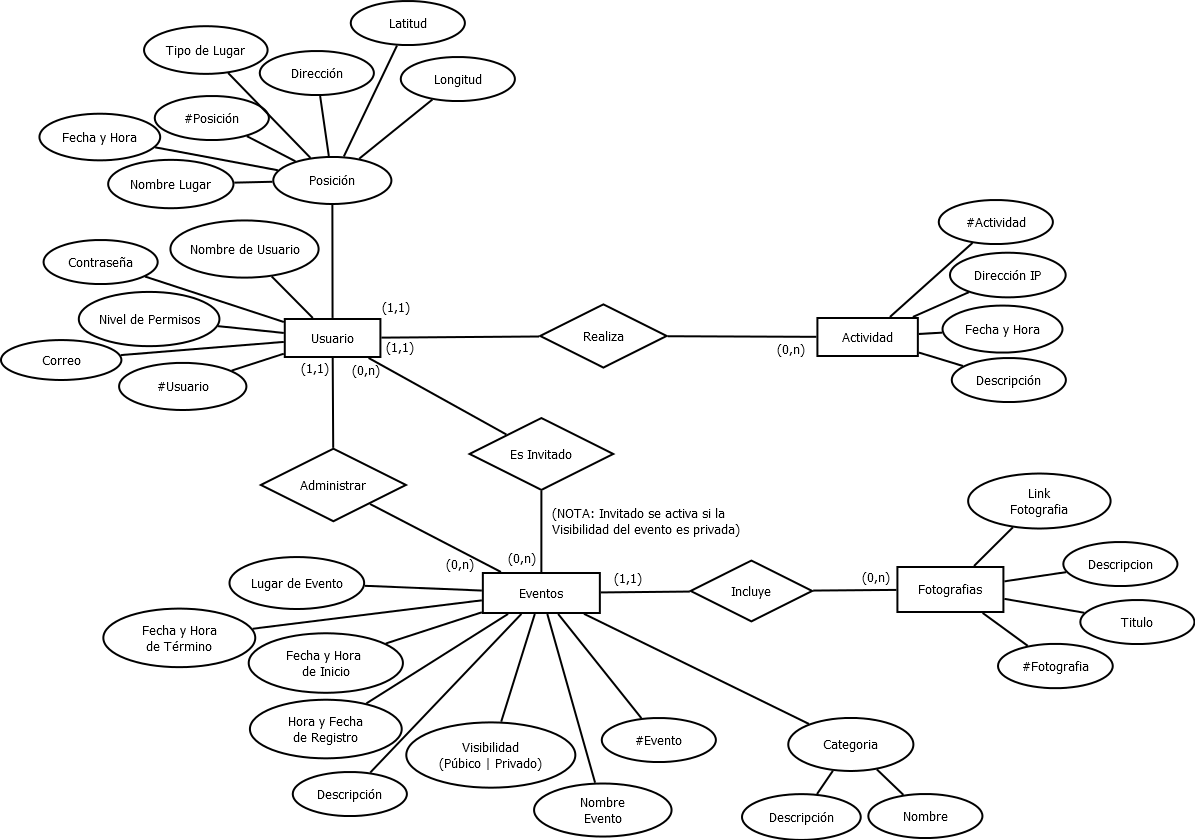 Latitud
Tipo de Lugar
Dirección
Longitud
#Posición
Fecha y Hora
Nombre Lugar
Posición
#Actividad
Nombre de Usuario
Contraseña
Dirección IP
(1,1)
Nivel de Permisos
Usuario
Realiza
Actividad
Fecha y Hora
(1,1)
(0,n)
Correo
(1,1)
(0,n)
#Usuario
Descripción
Es Invitado
Administrar
Link
Fotografia
(NOTA: Invitado se activa si la
Visibilidad del evento es privada)
(0,n)
(0,n)
Descripcion
Lugar de Evento
Eventos
(1,1)
Incluye
(0,n)
Fotografias
Titulo
Fecha y Hora
de Término
Fecha y Hora
de Inicio
#Fotografia
Hora y Fecha
de Registro
Visibilidad
(Púbico | Privado)
#Evento
Categoria
Descripción
Nombre
Evento
Descripción
Nombre